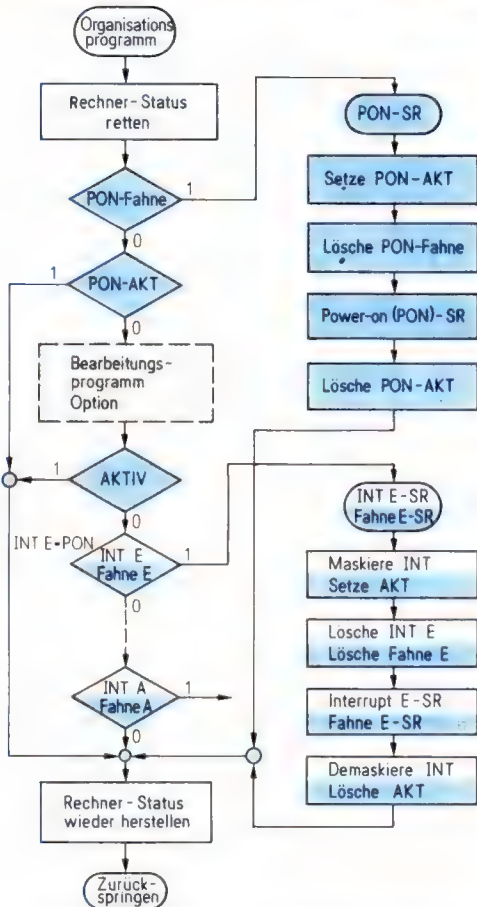 Organisations
programm
Rechner-Status
retten
PON-Fahne
1
0
PON-AKT
1
0
Bearbeitungs-
programm
Option
AKTIV
1
0
INT E=PON
INT E
Fahne E
1
0
INT A
Fahne A
1
0
Rechner-Status
wieder herstellen
Zurück-
springen
PON-SR
Setze PON-AKT
Lösche PON-Fahne
Power-on (PON)-SR
Lösche PON-AKT
INT E-SR
Fahne E-SR
Maskiere INT
Setze AKT
Lösche INT E
Lösche Fahne E
Interrupt E-SR
Fahne E-SR
Demaskiere INT
Lösche AKT